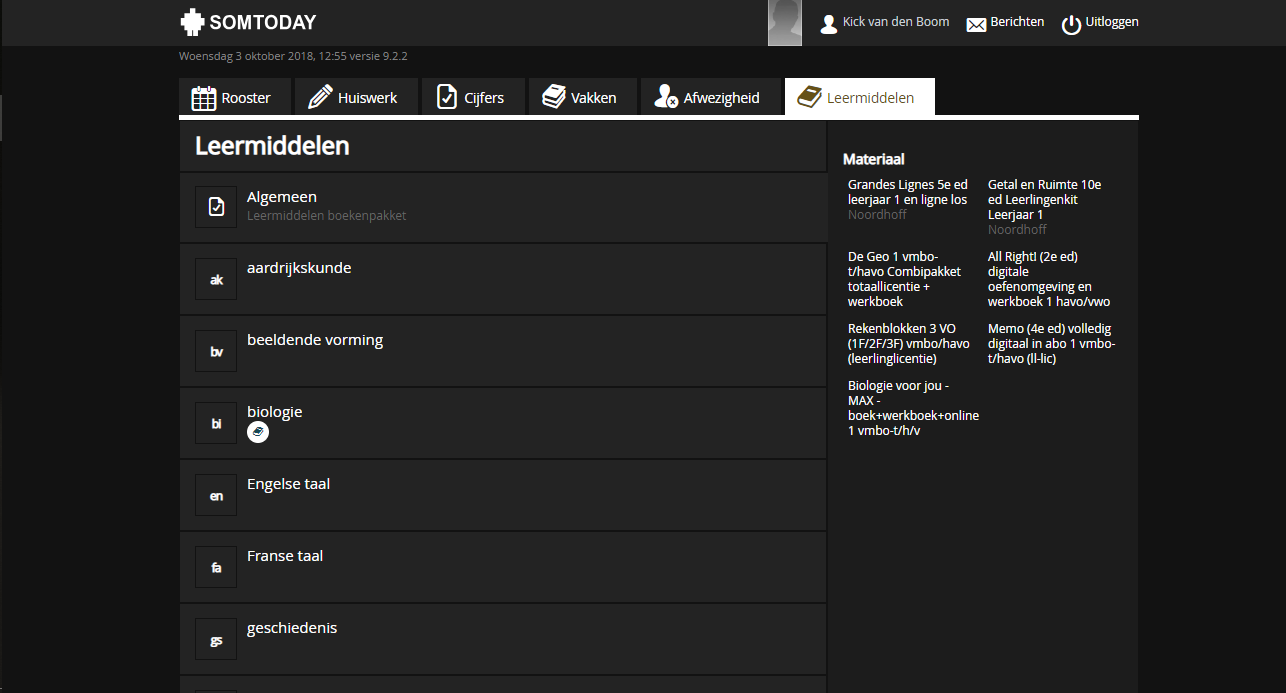 SOMTODAY
Kick van den Boom
Berichten
Uitloggen
Woensdag 3 oktober 2018, 12:55 versie 9.2.2
Rooster
Huiswerk
Cijfers
Vakken
Afwezigheid
Leermiddelen
Leermiddelen
Algemeen
Leermiddelen boekenpakket
ak
aardrijkskunde
bv
beeldende vorming
bi
biologie
en
Engelse taal
fa
Franse taal
gs
geschiedenis
Materiaal
Grandes Lignes 5e ed
leerjaar 1 en ligne los
Noordhoff
Getal en Ruimte 10e
ed Leerlingenkit
Leerjaar 1
Noordhoff
De Geo 1 vmbo-
t/havo Combipakket
totaallicentie +
werkboek
All Right! (2e ed)
digitale
oefenomgeving en
werkboek 1 havo/vwo
Rekenblokken 3 VO
(1F/2F/3F) vmbo/havo
(leerlinglicentie)
Memo (4e ed) volledig
digitaal in abo 1 vmbo-
t/havo (ll-lic)
Biologie voor jou -
MAX -
boek+werkboek+online
1 vmbo-t/h/v